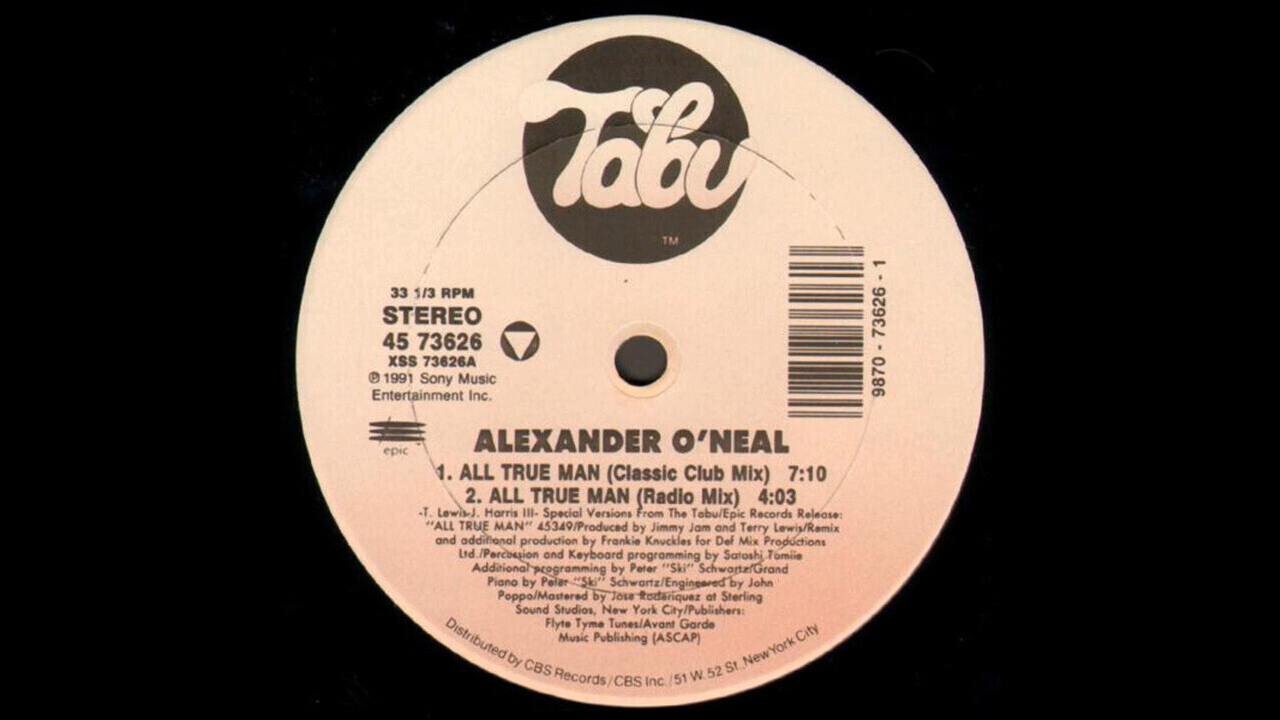 Tabu
TM
33 1/3 RPM
STEREO
45 73626
XSS 73626A
℗ 1991 Sony Music
Entertainment Inc.
epic
9870 - 73626 - 1
ALEXANDER O'NEAL
1. ALL TRUE MAN (Classic Club Mix) 7:10
2. ALL TRUE MAN (Radio Mix) 4:03
-T. Lewis-J. Harris III- Special Versions From The Tabu/Epic Records Release:
"ALL TRUE MAN" 45349/Produced by Jimmy Jam and Terry Lewis/Remix
and additional production by Frankie Knuckles for Def Mix Productions
Ltd./Percussion and Keyboard programming by Satoshi Tomiie
Additional programming by Peter "Ski" Schwartz/Grand
Piano by Peter "Ski" Schwartz/Engineered by John
Poppo/Mastered by Jose Roderiquez at Sterling
Sound Studios, New York City/Publishers:
Flyte Tyme Tunes/Avant Garde
Music Publishing (ASCAP)
Distributed by CBS Records/CBS Inc./51 W. 52 St., New York City